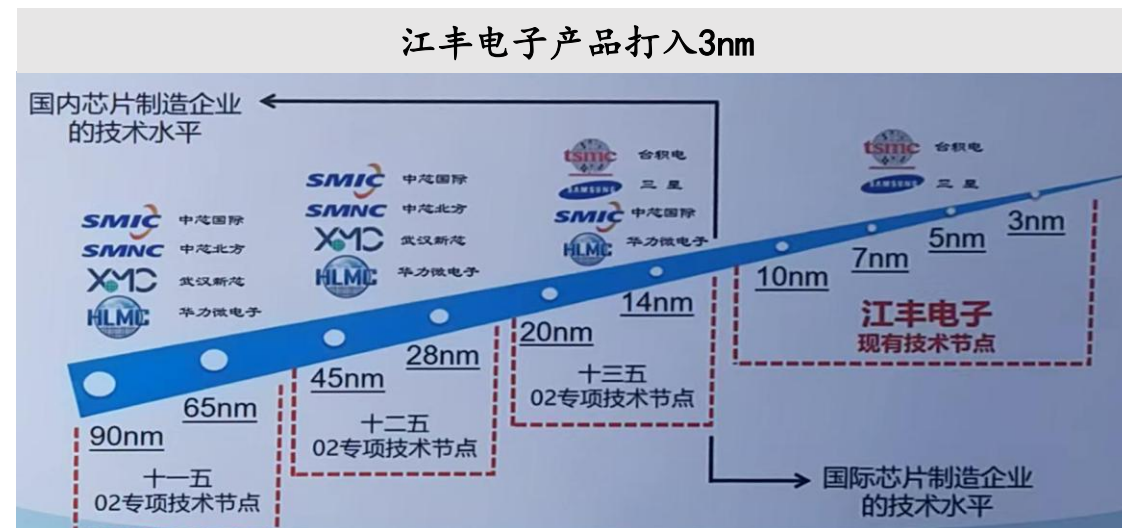 江丰电子产品打入3nm
国内芯片制造企业
的技术水平
tsmc 台积电
SAMSUNG 三星
SMIC 中芯国际
HLMC 华力微电子
tsmc 台积电
SAMSUNG 三星
SMIC 中芯国际
SMNC 中芯北方
XMC 武汉新芯
HLMC 华力微电子
SMIC 中芯国际
SMNC 中芯北方
XMC 武汉新芯
HLMC 华力微电子
3nm
5nm
7nm
10nm
14nm
20nm
28nm
45nm
65nm
90nm
江丰电子
现有技术节点
十三五
02专项技术节点
十二五
02专项技术节点
十一五
02专项技术节点
国际芯片制造企业
的技术水平